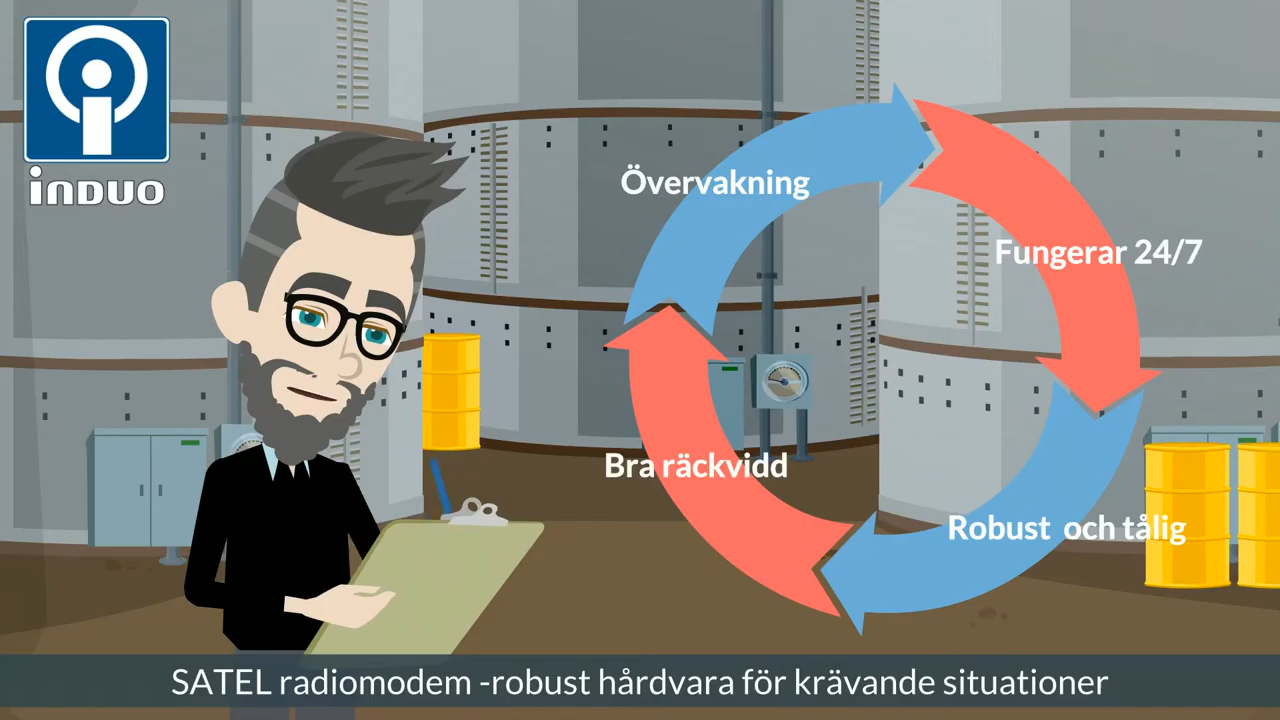 iNDUO
Övervakning
Fungerar 24/7
Bra räckvidd
Robust och tålig
SATEL radiomodem -robust hårdvara för krävande situationer